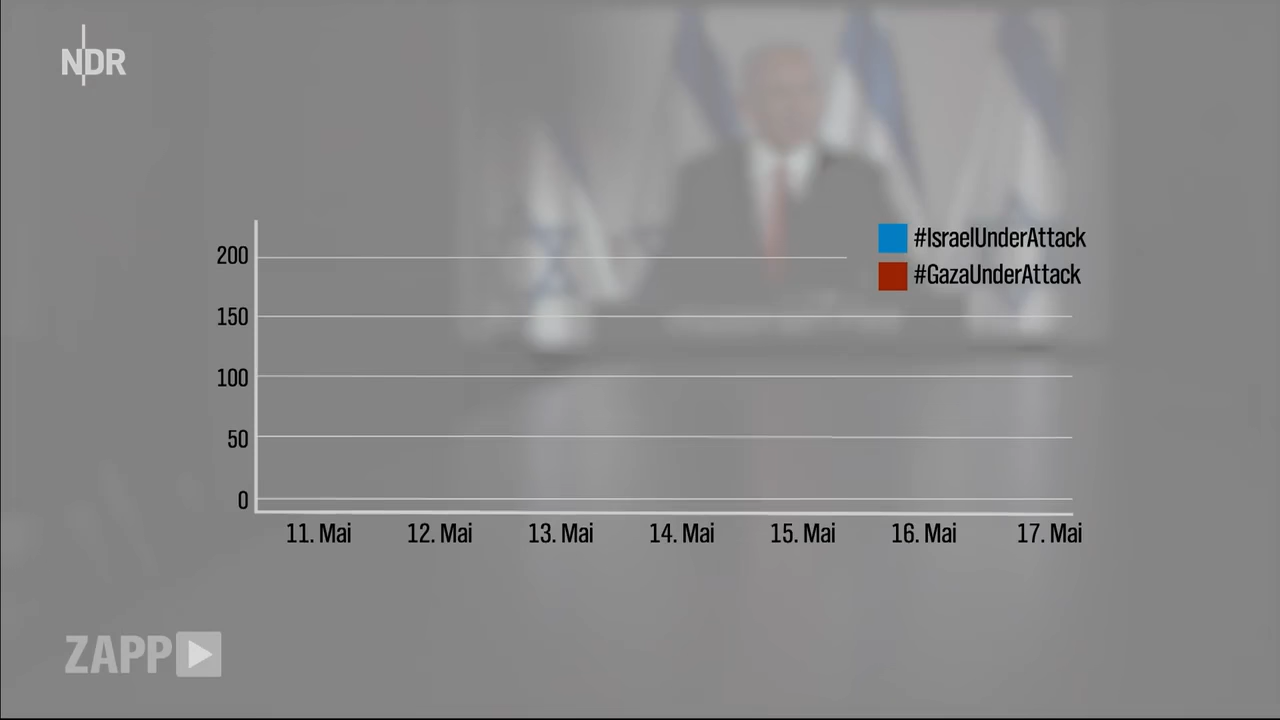 NDR
#IsraelUnderAttack
#GazaUnderAttack
200
150
100
50
0
11. Mai 12. Mai 13. Mai 14. Mai 15. Mai 16. Mai 17. Mai
ZAPP